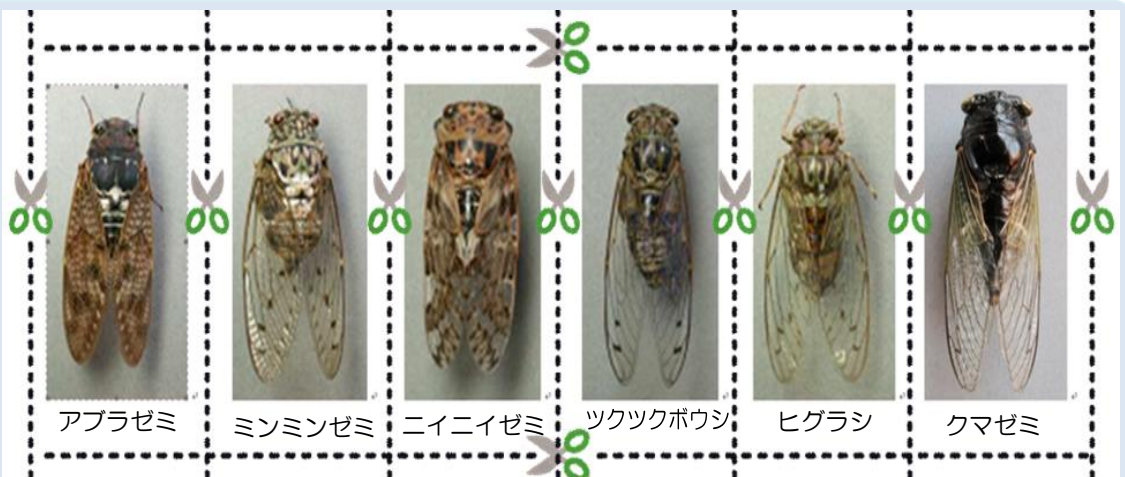 アブラゼミ
ミンミンゼミ
ニイニイゼミ
ツクツクボウシ
ヒグラシ
クマゼミ